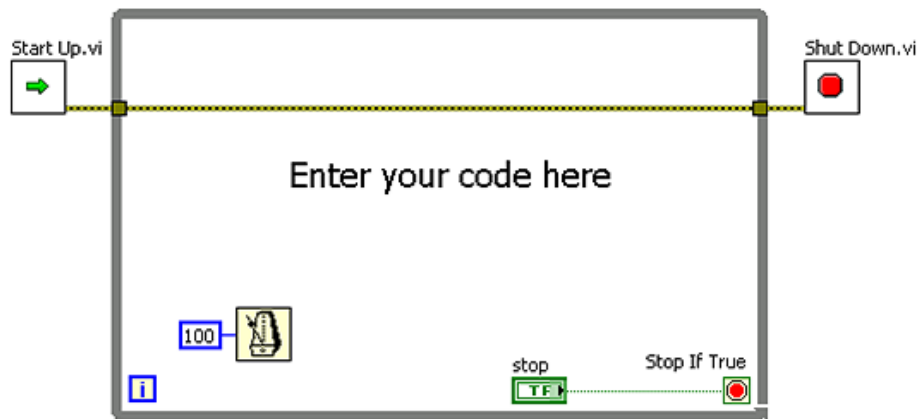 Start Up.vi
Shut Down.vi
Enter your code here
100
stop
Stop If True
TF
i